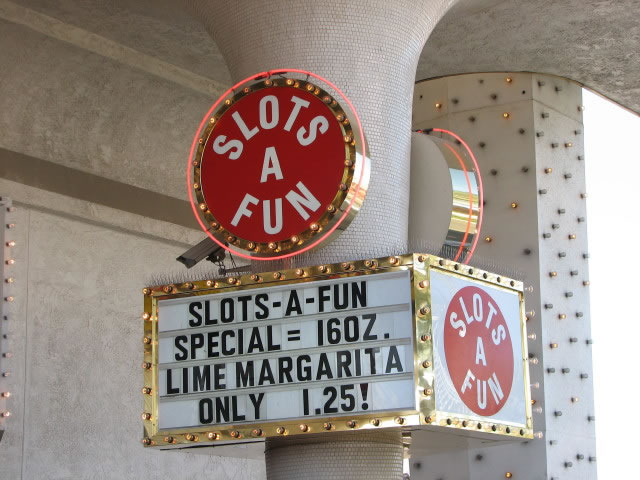 SLOTS
A
FUN
SLOTS-A-FUN
SPECIAL = 16OZ.
LIME MARGARITA
ONLY 1.25!
SLOTS
A
FUN